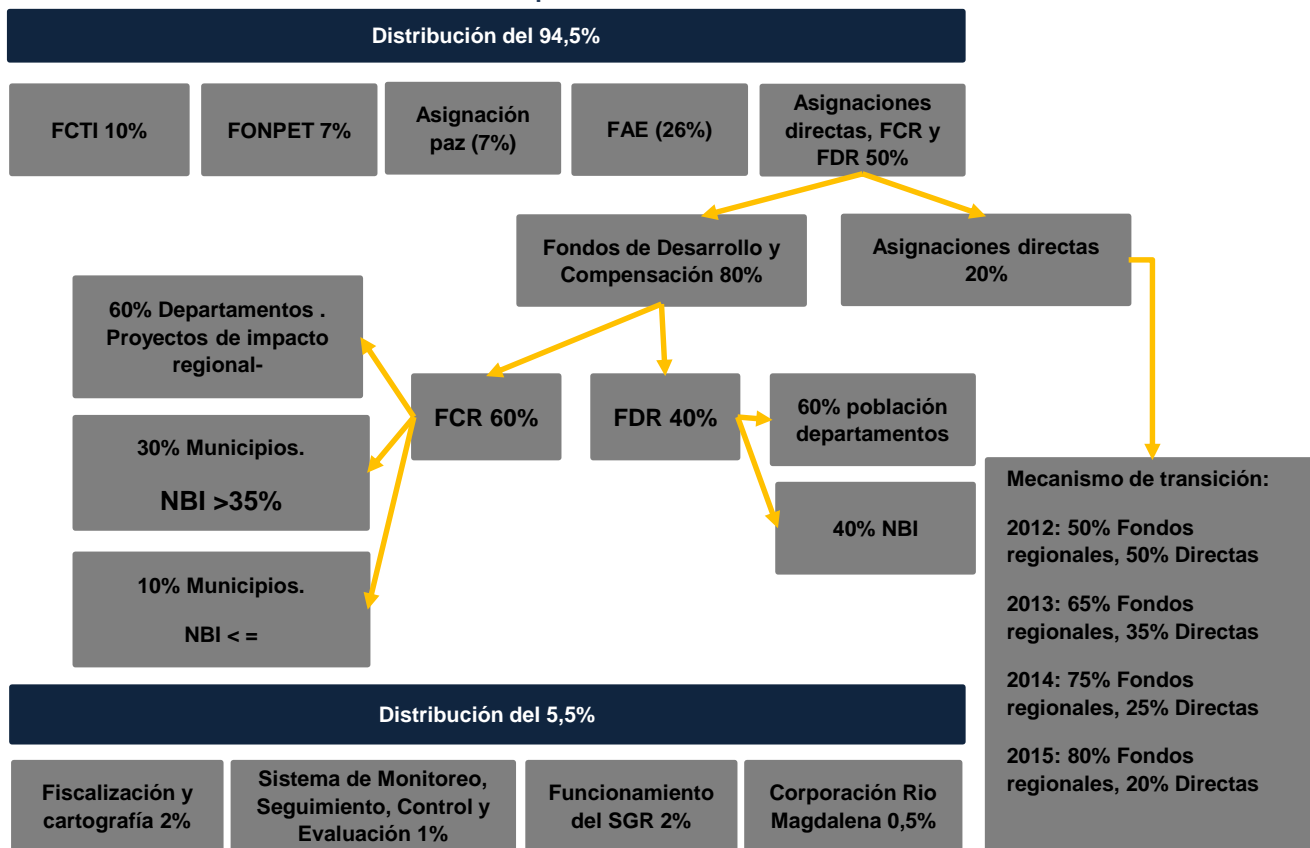 Distribución del 94,5%
FCTI 10%
FONPET 7%
Asignación
paz (7%)
FAE (26%)
Asignaciones
directas, FCR y
FDR 50%
Fondos de Desarrollo y
Compensación 80%
Asignaciones directas
20%
60% Departamentos .
Proyectos de impacto
regional-
FCR 60%
FDR 40%
60% población
departamentos
30% Municipios.
NBI >35%
40% NBI
10% Municipios.
NBI < =
Mecanismo de transición:
2012: 50% Fondos
regionales, 50% Directas
2013: 65% Fondos
regionales, 35% Directas
2014: 75% Fondos
regionales, 25% Directas
2015: 80% Fondos
regionales, 20% Directas
Distribución del 5,5%
Fiscalización y
cartografía 2%
Sistema de Monitoreo,
Seguimiento, Control y
Evaluación 1%
Funcionamiento
del SGR 2%
Corporación Rio
Magdalena 0,5%